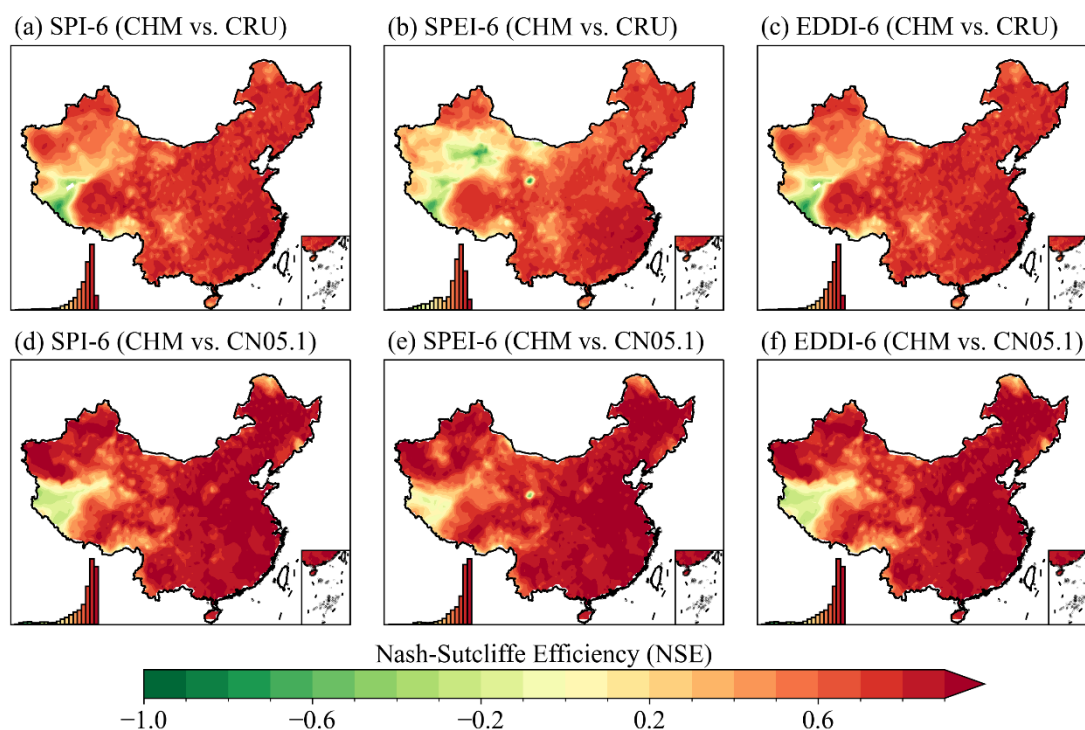 (a) SPI-6 (CHM vs. CRU)
(b) SPEI-6 (CHM vs. CRU)
(c) EDDI-6 (CHM vs. CRU)
(d) SPI-6 (CHM vs. CN05.1)
(e) SPEI-6 (CHM vs. CN05.1)
(f) EDDI-6 (CHM vs. CN05.1)
Nash-Sutcliffe Efficiency (NSE)
−1.0 −0.6 −0.2 0.2 0.6